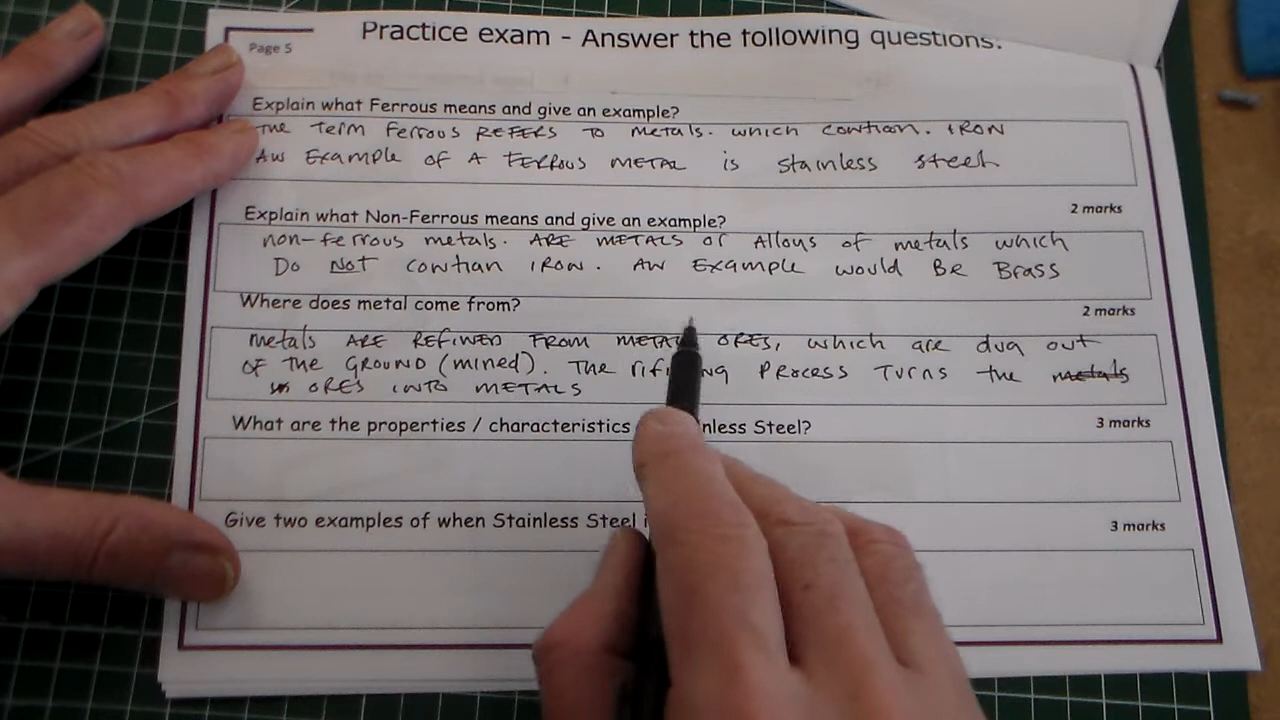 Page 5
Practice exam - Answer the following questions.
Explain what Ferrous means and give an example?
THE TERM FERROUS REFERS TO METALS. WHICH CONTIAN. IRON
AN EXAMPLE OF A FERROUS METAL is stainless steel
2 marks
Explain what Non-Ferrous means and give an example?
non-ferrous metals. ARE METALS or Alloys of metals which
Do Not contian IRON. AN Example would BE Brass
2 marks
Where does metal come from?
metals ARE REFINED FROM METAL ORES, which are dug out
OF THE GROUND (mined). The PROCESS TURNS the metals
ORES INTO METALS
3 marks
What are the properties / characteristics nless Steel?
3 marks
Give two examples of when Stainless Steel i